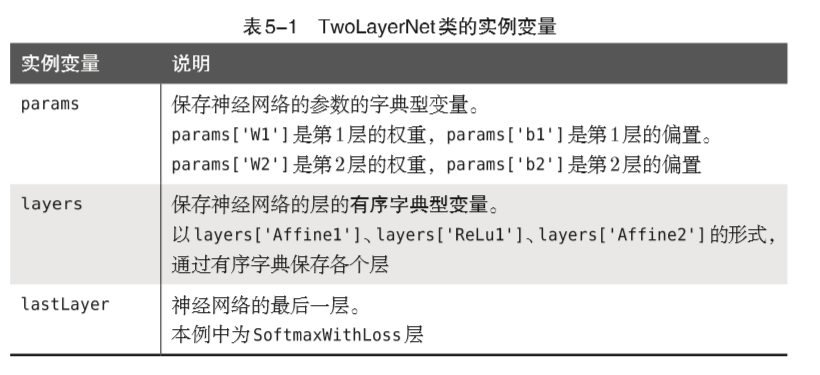 表5-1 TwoLayerNet类的实例变量
实例变量 说明
params 保存神经网络的参数的字典型变量。
params['W1']是第1层的权重，params['b1']是第1层的偏置。
params['W2']是第2层的权重，params['b2']是第2层的偏置
layers 保存神经网络的层的有序字典型变量。
以layers['Affine1']、layers['ReLu1']、layers['Affine2']的形式，
通过有序字典保存各个层
lastLayer 神经网络的最后一层。
本例中为SoftmaxWithLoss层